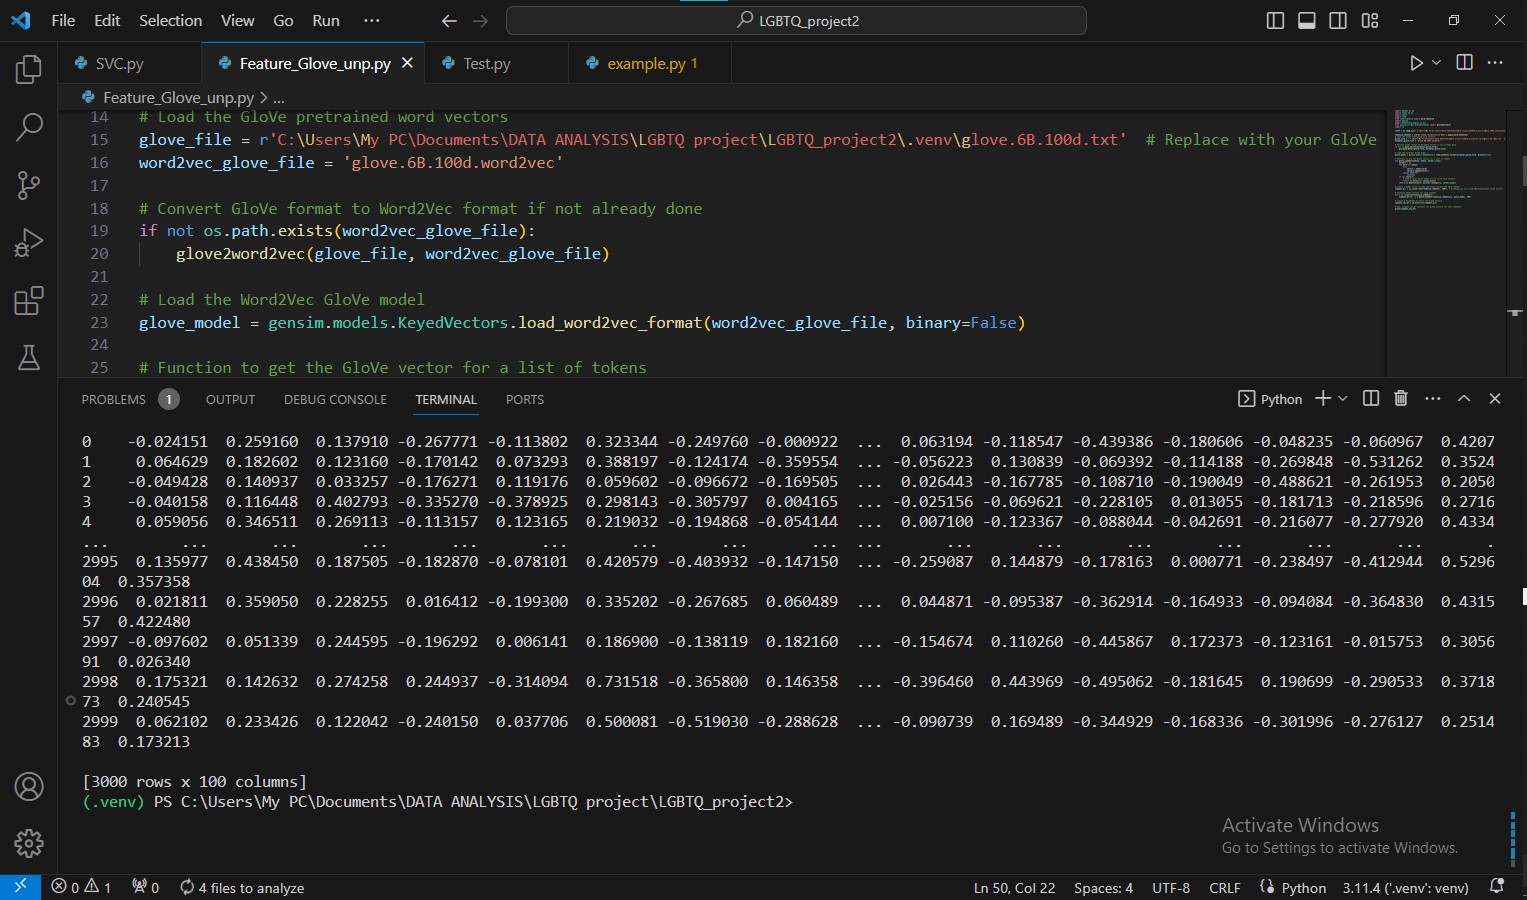 File Edit Selection View Go Run ... LGBTQ_project2
SVC.py Feature_Glove_unp.py Test.py example.py 1
Feature_Glove_unp.py > ...
14 # Load the GloVe pretrained word vectors
15 glove_file = r'C:\Users\My PC\Documents\DATA ANALYSIS\LGBTQ project\LGBTQ_project2\.venv\glove.6B.100d.txt' # Replace with your GloVe
16 word2vec_glove_file = 'glove.6B.100d.word2vec'
17
18 # Convert GloVe format to Word2Vec format if not already done
19 if not os.path.exists(word2vec_glove_file):
20 glove2word2vec(glove_file, word2vec_glove_file)
21
22 # Load the Word2Vec GloVe model
23 glove_model = gensim.models.KeyedVectors.load_word2vec_format(word2vec_glove_file, binary=False)
24
25 # Function to get the GloVe vector for a list of tokens
PROBLEMS 1 OUTPUT DEBUG CONSOLE TERMINAL PORTS Python
0 -0.024151 0.259160 0.137910 -0.267771 -0.113802 0.323344 -0.249760 -0.000922 ... 0.063194 -0.118547 -0.439386 -0.180606 -0.048235 -0.060967 0.4207
1 0.064629 0.182602 0.123160 -0.170142 0.073293 0.388197 -0.124174 -0.359554 ... -0.056223 0.130839 -0.069392 -0.114188 -0.269848 -0.531262 0.3524
2 -0.049428 0.140937 0.033257 -0.176271 0.119176 0.059602 -0.096672 -0.169505 ... 0.026443 -0.167785 -0.108710 -0.190049 -0.488621 -0.261953 0.2050
3 -0.040158 0.116448 0.402793 -0.335270 -0.378925 0.298143 -0.305797 0.004165 ... -0.025156 -0.069621 -0.228105 0.013055 -0.181713 -0.218596 0.2716
4 0.059056 0.346511 0.269113 -0.113157 0.123165 0.219032 -0.194868 -0.054144 ... 0.007100 -0.123367 -0.088044 -0.042691 -0.216077 -0.277920 0.4334
... ... ... ... ... ... ... ... ... ... ... ... ... ... ... ... .
2995 0.135977 0.438450 0.187505 -0.182870 -0.078101 0.420579 -0.403932 -0.147150 ... -0.259087 0.144879 -0.178163 0.000771 -0.238497 -0.412944 0.5296
04 0.357358
2996 0.021811 0.359050 0.228255 0.016412 -0.199300 0.335202 -0.267685 0.060489 ... 0.044871 -0.095387 -0.362914 -0.164933 -0.094084 -0.364830 0.4315
57 0.422480
2997 -0.097602 0.051339 0.244595 -0.196292 0.006141 0.186900 -0.138119 0.182160 ... -0.154674 0.110260 -0.445867 0.172373 -0.123161 -0.015753 0.3056
91 0.026340
2998 0.175321 0.142632 0.274258 0.244937 -0.314094 0.731518 -0.365800 0.146358 ... -0.396460 0.443969 -0.495062 -0.181645 0.190699 -0.290533 0.3718
73 0.240545
2999 0.062102 0.233426 0.122042 -0.240150 0.037706 0.500081 -0.519030 -0.288628 ... -0.090739 0.169489 -0.344929 -0.168336 -0.301996 -0.276127 0.2514
83 0.173213
[3000 rows x 100 columns]
(.venv) PS C:\Users\My PC\Documents\DATA ANALYSIS\LGBTQ project\LGBTQ_project2>
Activate Windows
Go to Settings to activate Windows.
0 1 0 4 files to analyze Ln 50, Col 22 Spaces: 4 UTF-8 CRLF Python 3.11.4 ('.venv': venv)